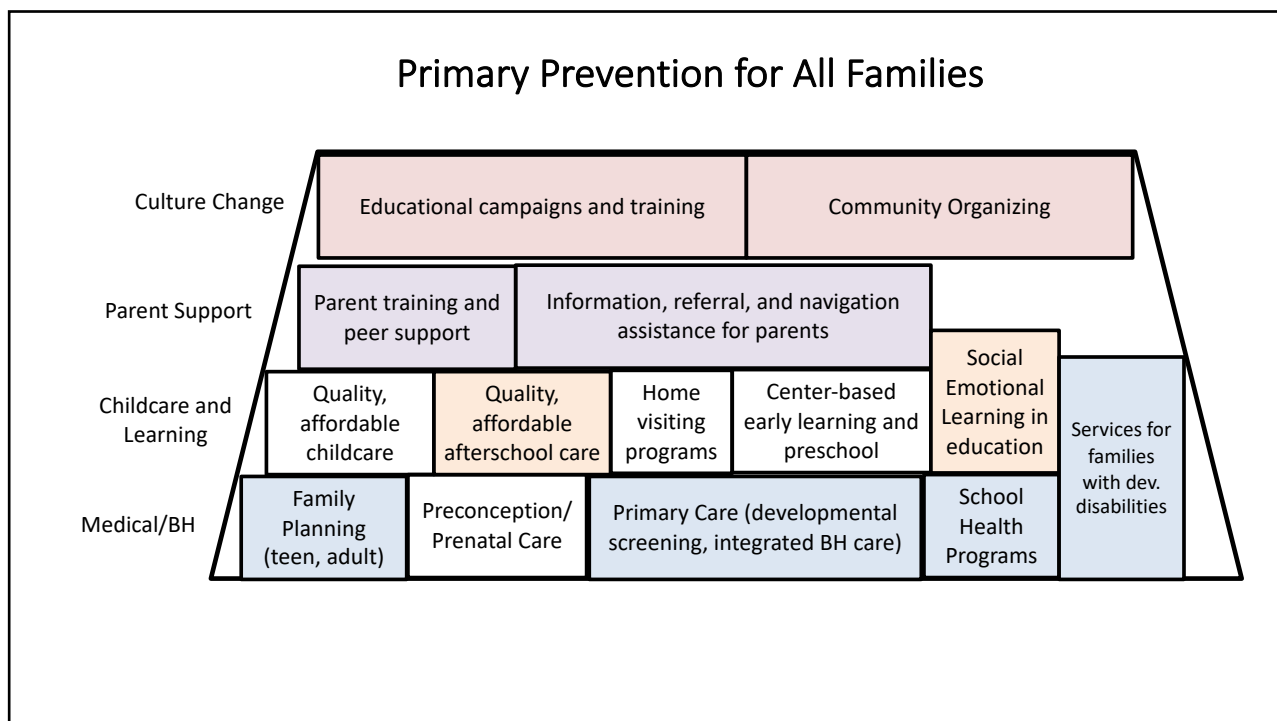 Primary Prevention for All Families
Culture Change
Educational campaigns and training
Community Organizing
Parent Support
Parent training and
peer support
Information, referral, and navigation
assistance for parents
Childcare and
Learning
Quality,
affordable
childcare
Quality,
affordable
afterschool care
Home
visiting
programs
Center-based
early learning and
preschool
Social
Emotional
Learning in
education
Services for
families
with dev.
disabilities
Medical/BH
Family
Planning
(teen, adult)
Preconception/
Prenatal Care
Primary Care (developmental
screening, integrated BH care)
School
Health
Programs